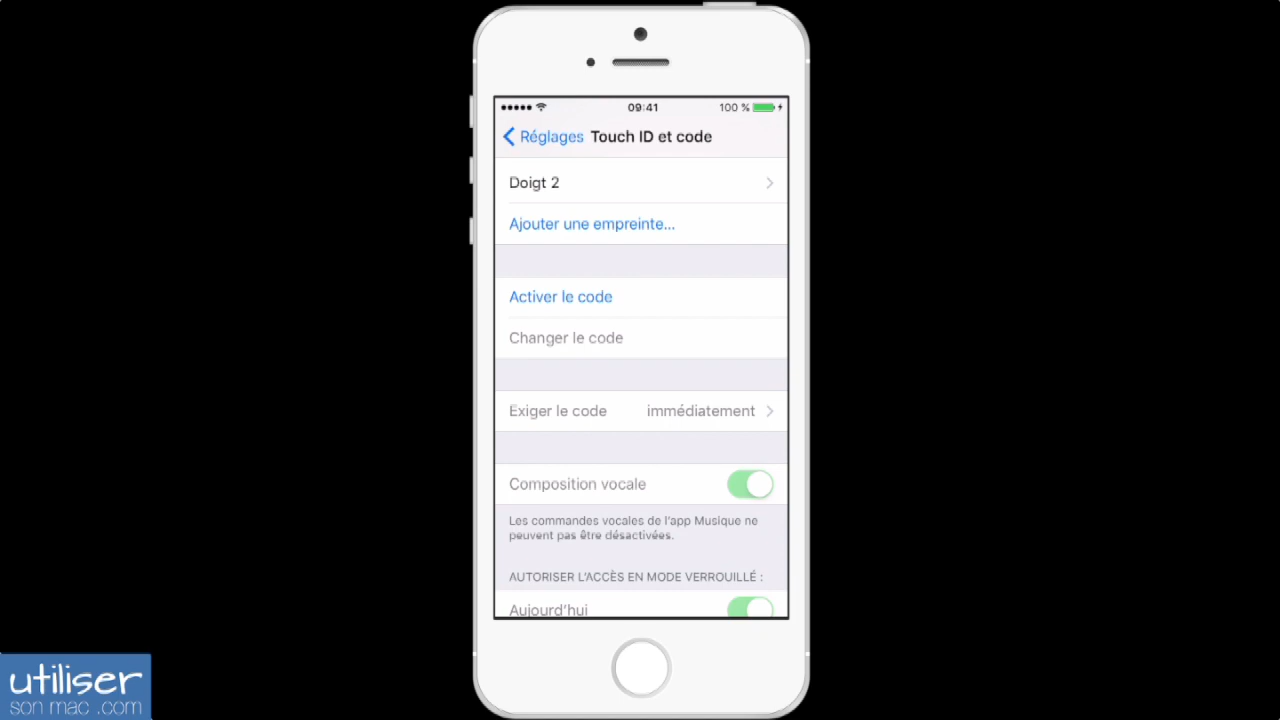 09:41
100 %
Réglages
Touch ID et code
Doigt 2
Ajouter une empreinte...
Activer le code
Changer le code
Exiger le code immédiatement
Composition vocale
Les commandes vocales de l'app Musique ne
peuvent pas être désactivées.
AUTORISER L'ACCÈS EN MODE VERROUILLÉ :
Aujourd'hui
utiliser
son mac .com